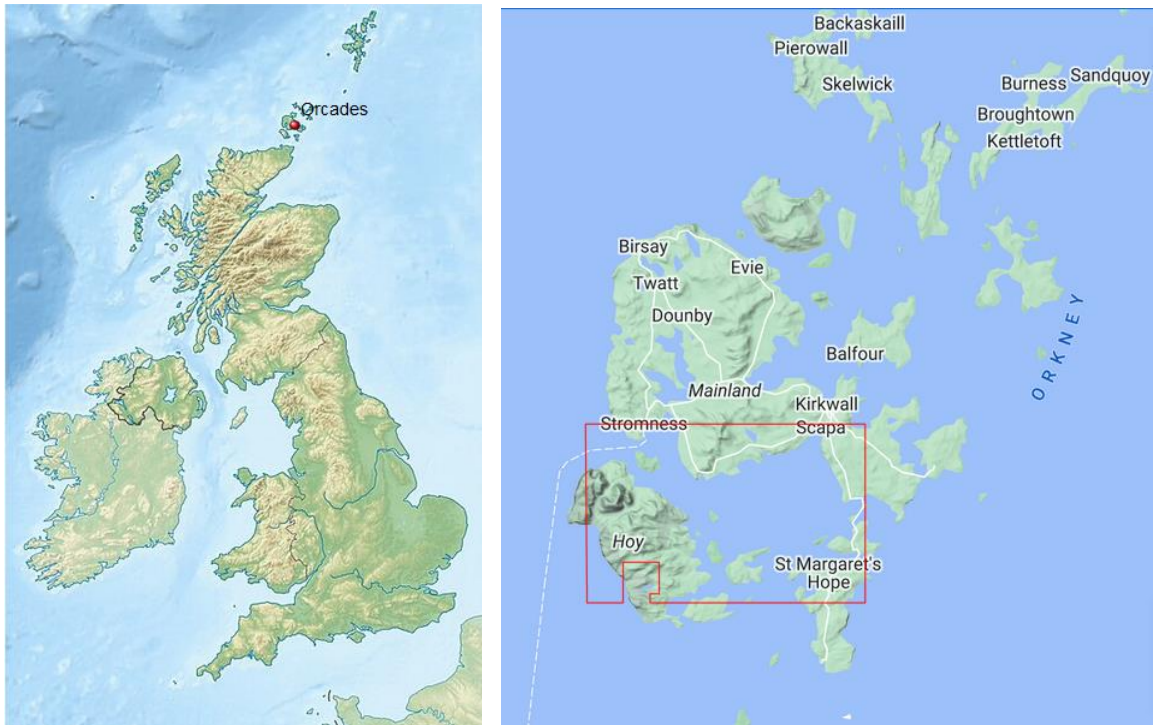 Orcades
Backaskaill
Pierowall
Skelwick
Sandquoy
Burness
Broughtown
Kettletoft
Birsay
Evie
Twatt
Dounby
Balfour
ORKNEY
Mainland
Kirkwall
Stromness
Scapa
Hoy
St Margaret's
Hope